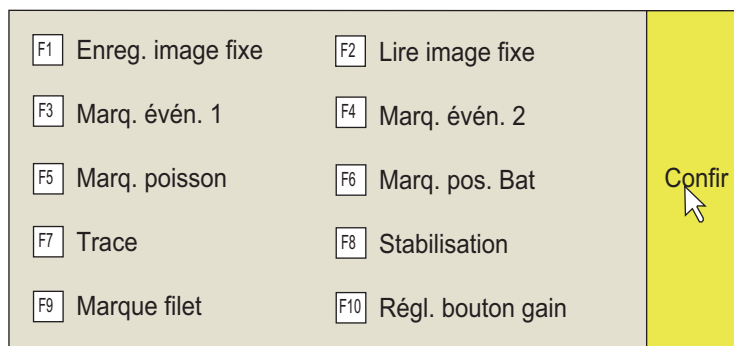 F1 Enreg. image fixe F2 Lire image fixe
F3 Marq. évén. 1 F4 Marq. évén. 2
F5 Marq. poisson F6 Marq. pos. Bat Confir
F7 Trace F8 Stabilisation
F9 Marque filet F10 Régl. bouton gain